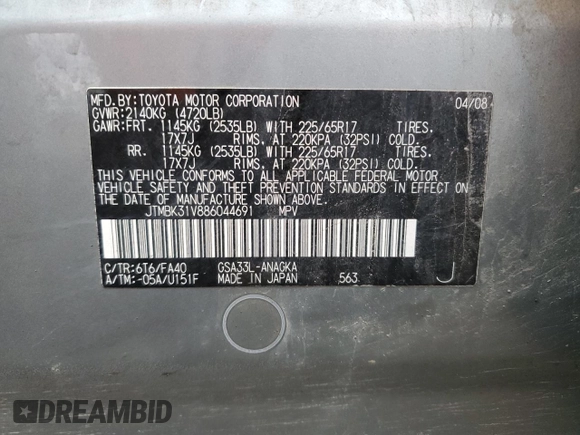 MFD.BY:TOYOTA MOTOR CORPORATION 04/08
GVWR:2140KG (4720LB)
GAWR:FRT. 1145KG (2535LB) WITH 225/65R17 TIRES.
17X7J RIMS.AT 220KPA (32PSI) COLD.
RR. 1145KG (2535LB) WITH 225/65R17 TIRES.
17X7J RIMS.AT 220KPA (32PSI) COLD.
THIS VEHICLE CONFORMS TO ALL APPLICABLE FEDERAL MOTOR
VEHICLE SAFETY AND THEFT PREVENTION STANDARDS IN EFFECT ON
THE DATE OF MANUFACTURE SHOWN ABOVE.
JTMBK31V886044691 MPV
C/TR:6T6/FA40 GSA33L-ANAGKA
A/TM:-05A/U151F MADE IN JAPAN 563 J
DREAMBID